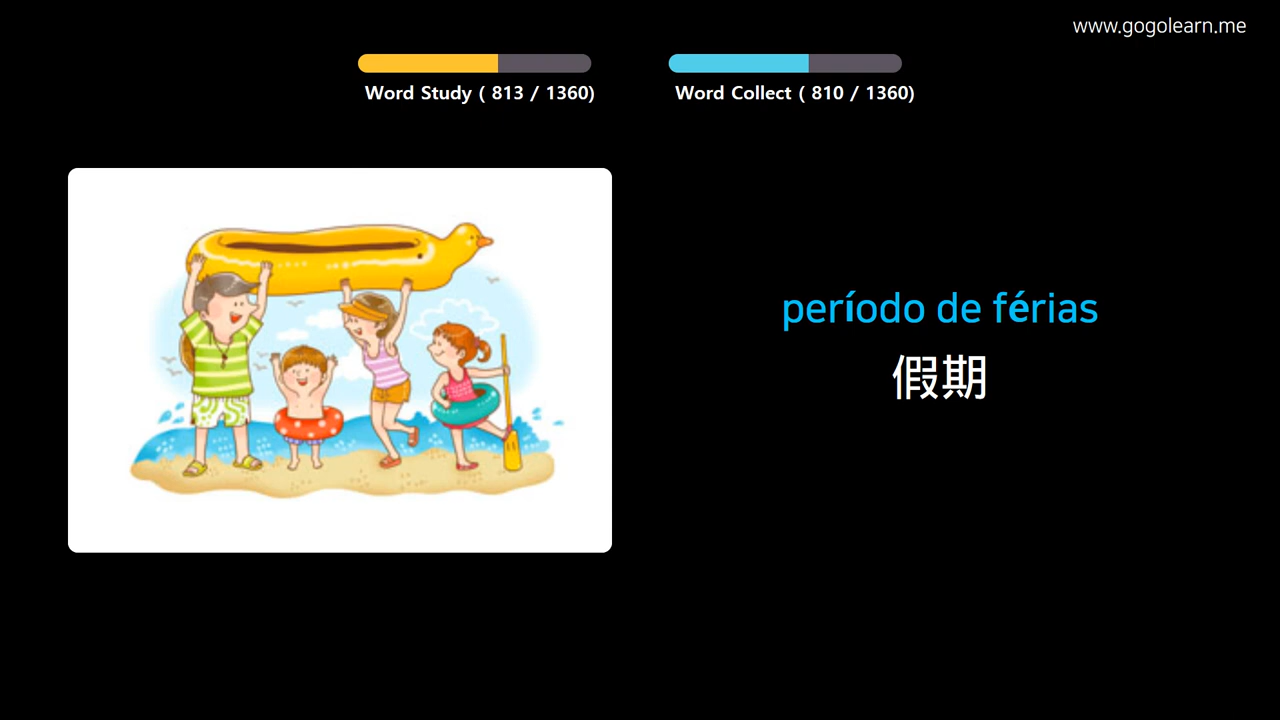 www.gogolearn.me
Word Study ( 813 / 1360)
Word Collect ( 810 / 1360)
período de férias
假期